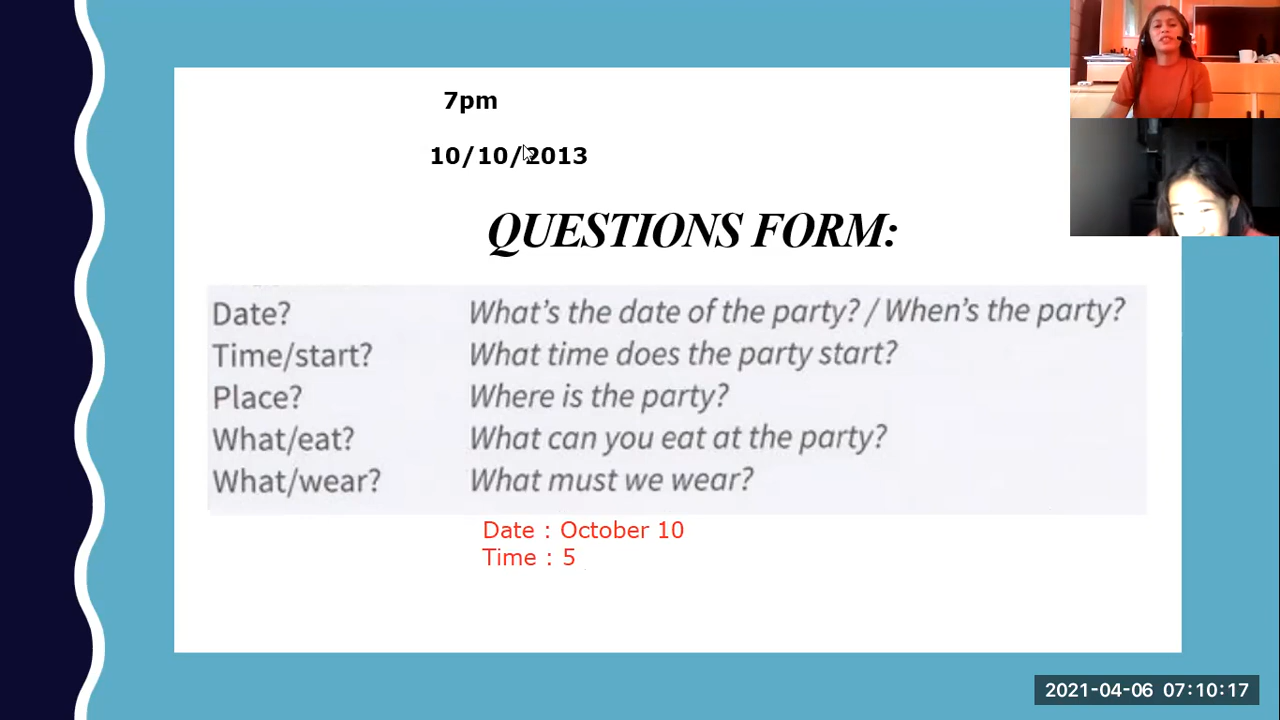 7pm
10/10/2013
QUESTIONS FORM:
Date? What's the date of the party? / When's the party?
Time/start? What time does the party start?
Place? Where is the party?
What/eat? What can you eat at the party?
What/wear? What must we wear?
Date : October 10
Time : 5
2021-04-06 07:10:17